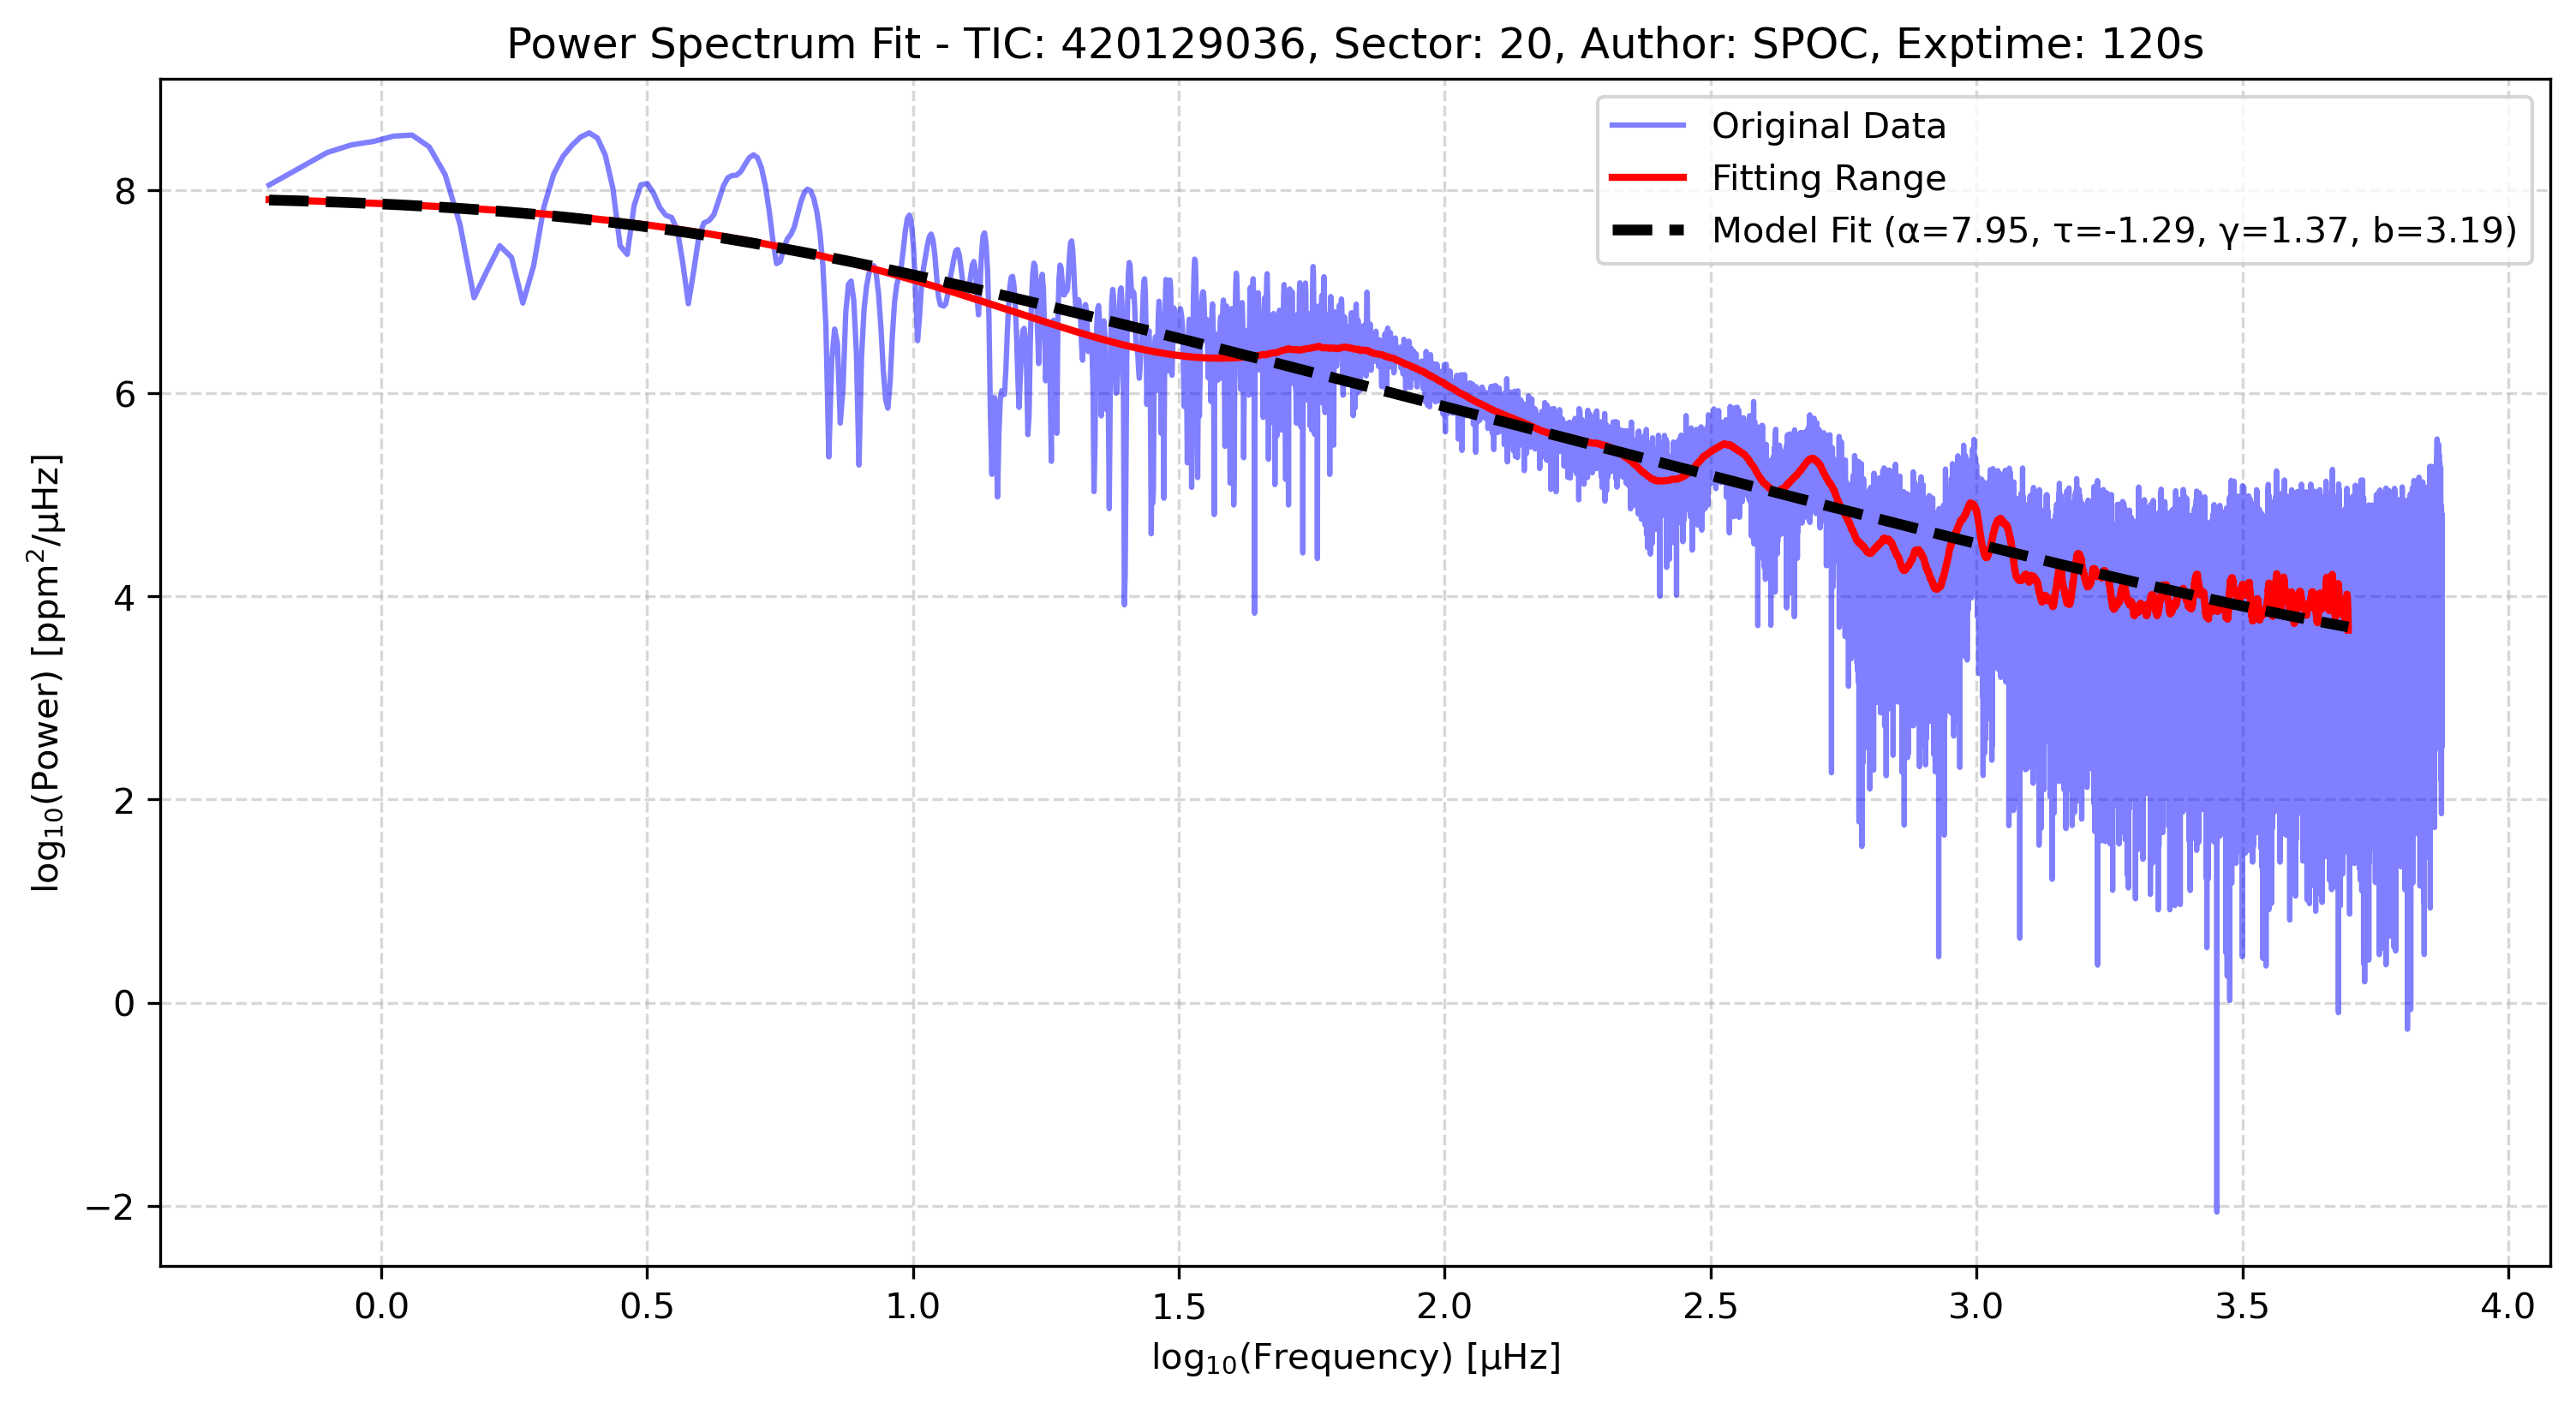 Power Spectrum Fit - TIC: 420129036, Sector: 20, Author: SPOC, Exptime: 120s
Original Data
Fitting Range
Model Fit (α=7.95, τ=-1.29, γ=1.37, b=3.19)
log₁₀(Power) [ppm²/μHz]
8
6
4
2
0
−2
0.0 0.5 1.0 1.5 2.0 2.5 3.0 3.5 4.0
log₁₀(Frequency) [μHz]